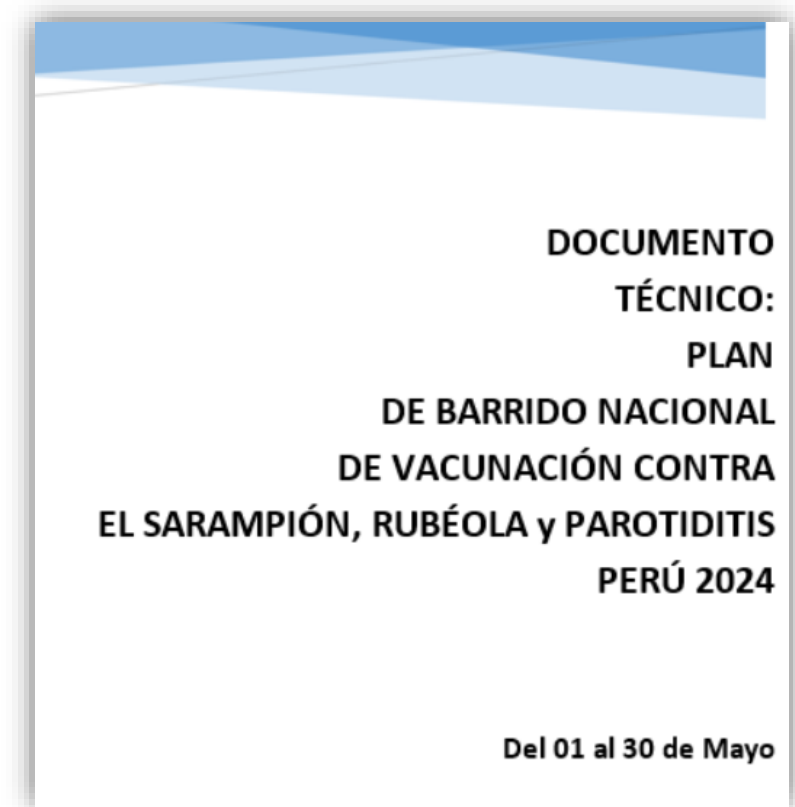 DOCUMENTO
TÉCNICO:
PLAN
DE BARRIDO NACIONAL
DE VACUNACIÓN CONTRA
EL SARAMPIÓN, RUBÉOLA y PAROTIDITIS
PERÚ 2024
Del 01 al 30 de Mayo